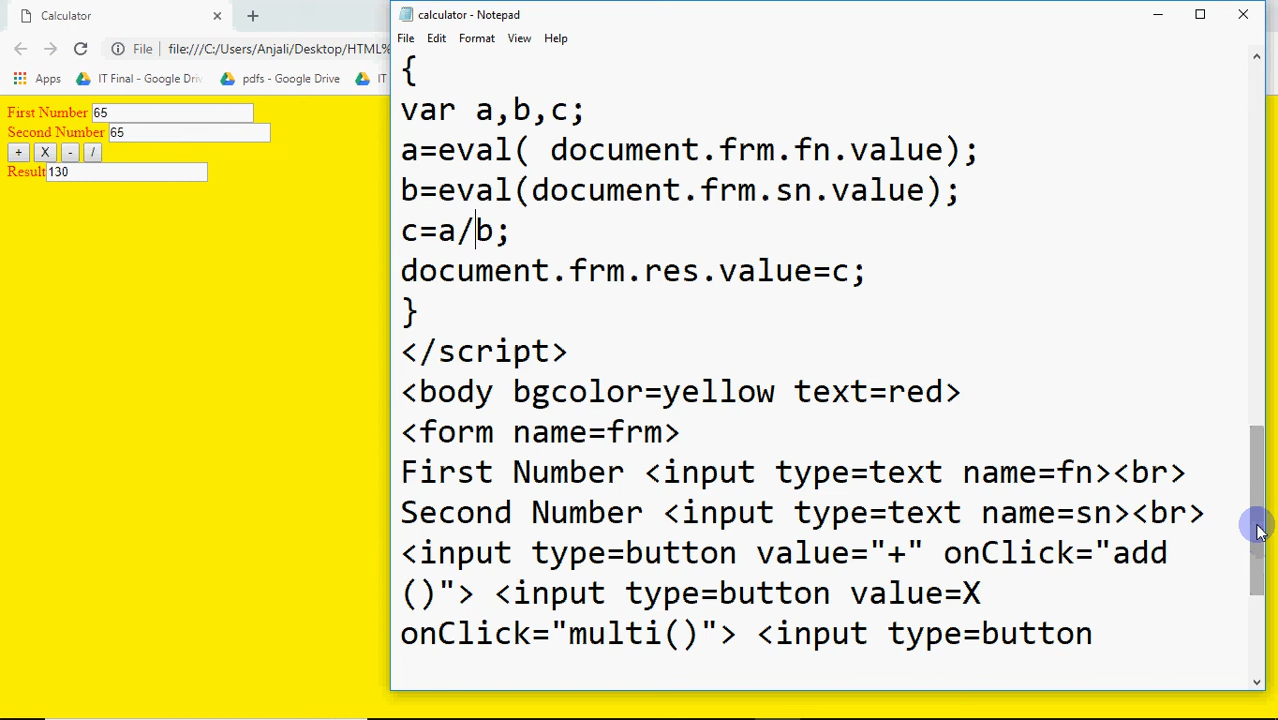 Calculator
File
file:///C:/Users/Anjali/Desktop/HTML%
Apps
IT Final - Google Driv
pdfs - Google Drive
IT
First Number 65
Second Number 65
+ X - /
Result 130
calculator - Notepad
File Edit Format View Help
{
var a,b,c;
a=eval( document.frm.fn.value);
b=eval(document.frm.sn.value);
c=a/b;
document.frm.res.value=c;
}
</script>
<body bgcolor=yellow text=red>
<form name=frm>
First Number <input type=text name=fn><br>
Second Number <input type=text name=sn><br>
<input type=button value="+" onClick="add
()"> <input type=button value=X
onClick="multi()"> <input type=button